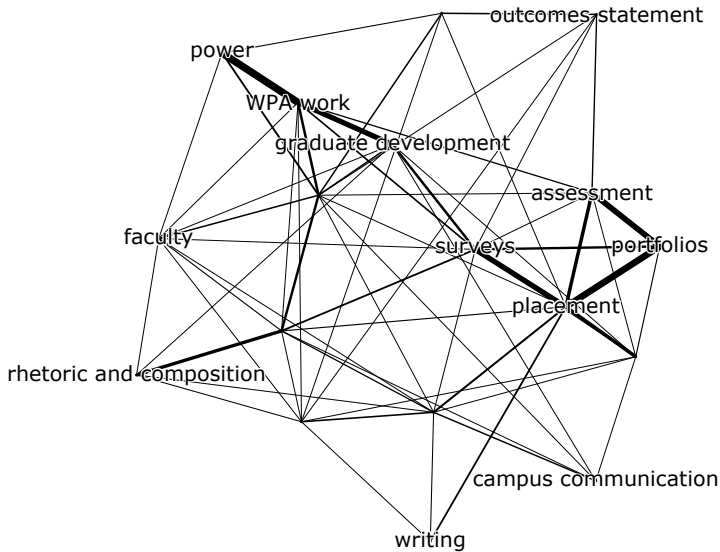 outcomes statement
power
WPA work
graduate development
assessment
faculty
surveys
portfolios
placement
rhetoric and composition
campus communication
writing